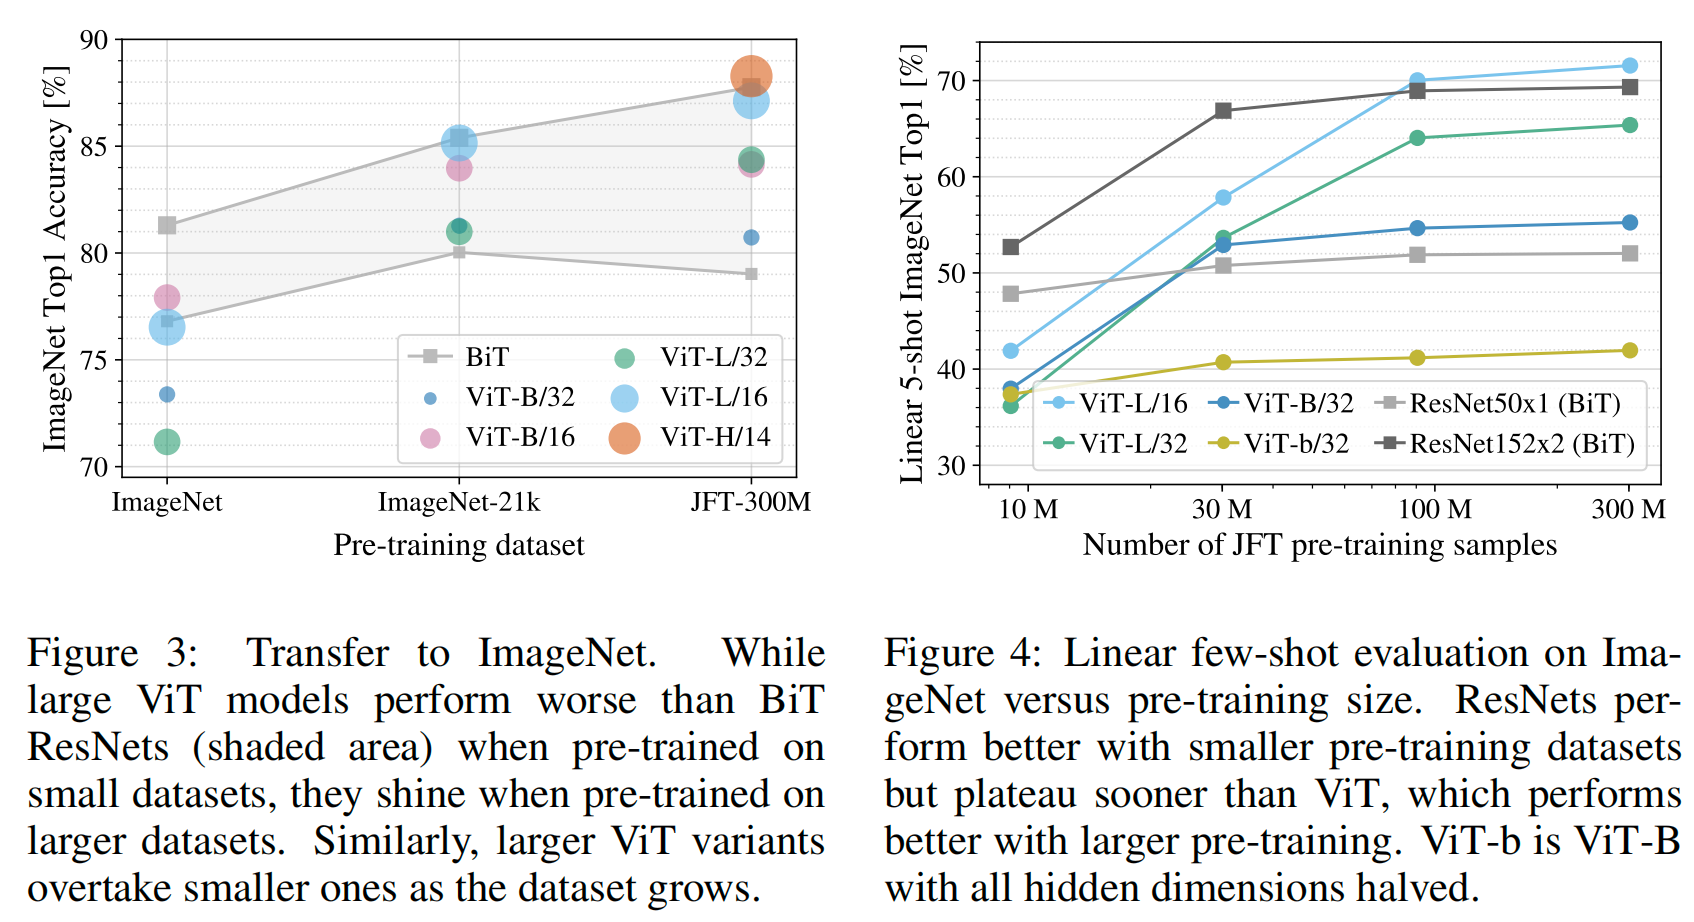 90
85
80
75
70
ImageNet Top1 Accuracy [%]
BiT
ViT-B/32
ViT-B/16
ViT-L/32
ViT-L/16
ViT-H/14
ImageNet
ImageNet-21k
JFT-300M
Pre-training dataset
70
60
50
40
30
Linear 5-shot ImageNet Top1 [%]
ViT-L/16
ViT-L/32
ViT-B/32
ViT-b/32
ResNet50x1 (BiT)
ResNet152x2 (BiT)
10 M
30 M
100 M
300 M
Number of JFT pre-training samples
Figure 3: Transfer to ImageNet. While
large ViT models perform worse than BiT
ResNets (shaded area) when pre-trained on
small datasets, they shine when pre-trained on
larger datasets. Similarly, larger ViT variants
overtake smaller ones as the dataset grows.
Figure 4: Linear few-shot evaluation on Ima-
geNet versus pre-training size. ResNets per-
form better with smaller pre-training datasets
but plateau sooner than ViT, which performs
better with larger pre-training. ViT-b is ViT-B
with all hidden dimensions halved.